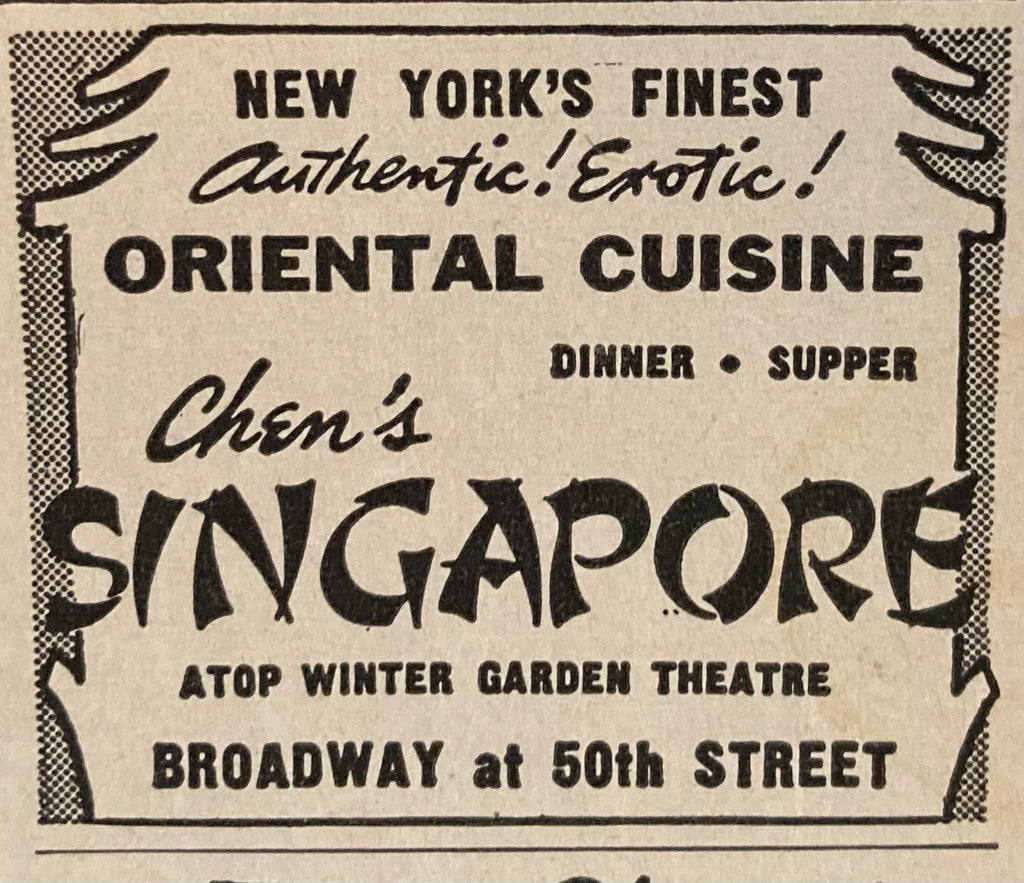 NEW YORK'S FINEST
Authentic! Exotic!
ORIENTAL CUISINE
DINNER • SUPPER
Chen's
SINGAPORE
ATOP WINTER GARDEN THEATRE
BROADWAY at 50th STREET